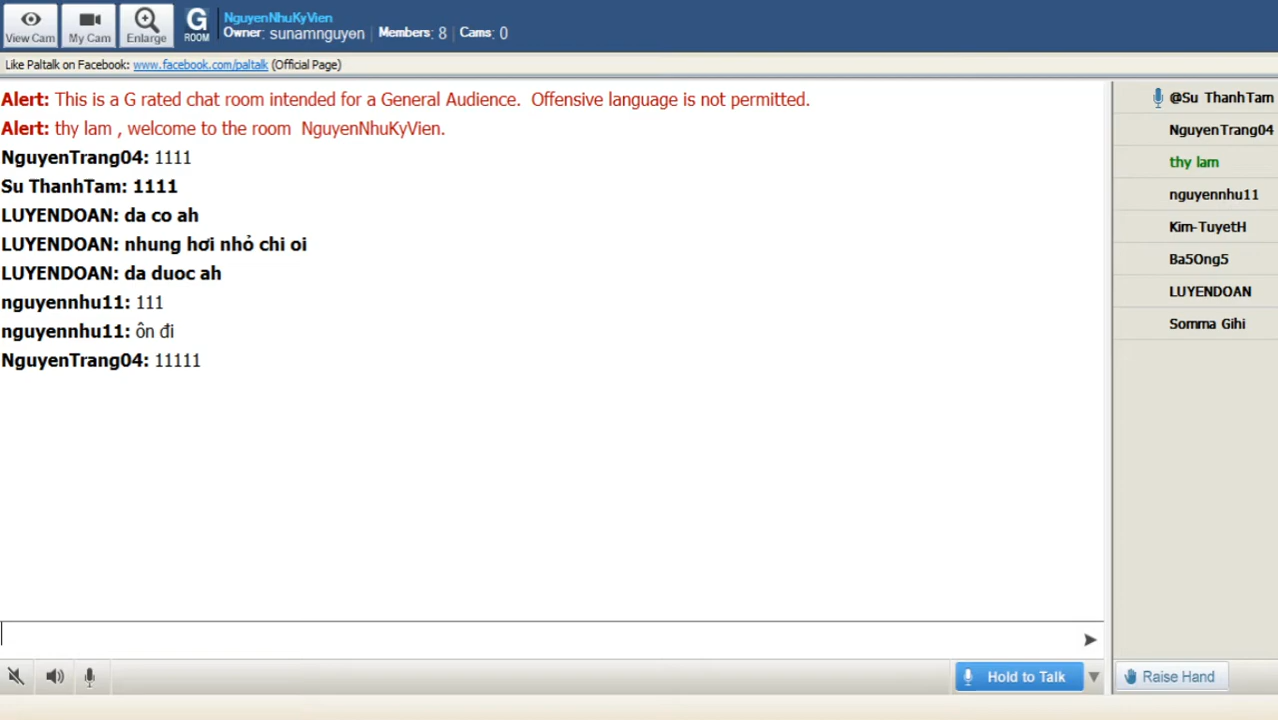 View Cam
My Cam
Enlarge
G
ROOM
NguyenNhuKyVien
Owner: sunamnguyen | Members: 8 | Cams: 0
Like Paltalk on Facebook: www.facebook.com/paltalk (Official Page)
Alert: This is a G rated chat room intended for a General Audience. Offensive language is not permitted.
Alert: thy lam , welcome to the room NguyenNhuKyVien.
NguyenTrang04: 1111
Su ThanhTam: 1111
LUYENDOAN: da co ah
LUYENDOAN: nhung hơi nhỏ chi oi
LUYENDOAN: da duoc ah
nguyennhu11: 111
nguyennhu11: ôn đi
NguyenTrang04: 11111
@Su ThanhTam
NguyenTrang04
thy lam
nguyennhu11
Kim-TuyetH
Ba5Ong5
LUYENDOAN
Somma Gihi
Hold to Talk
Raise Hand